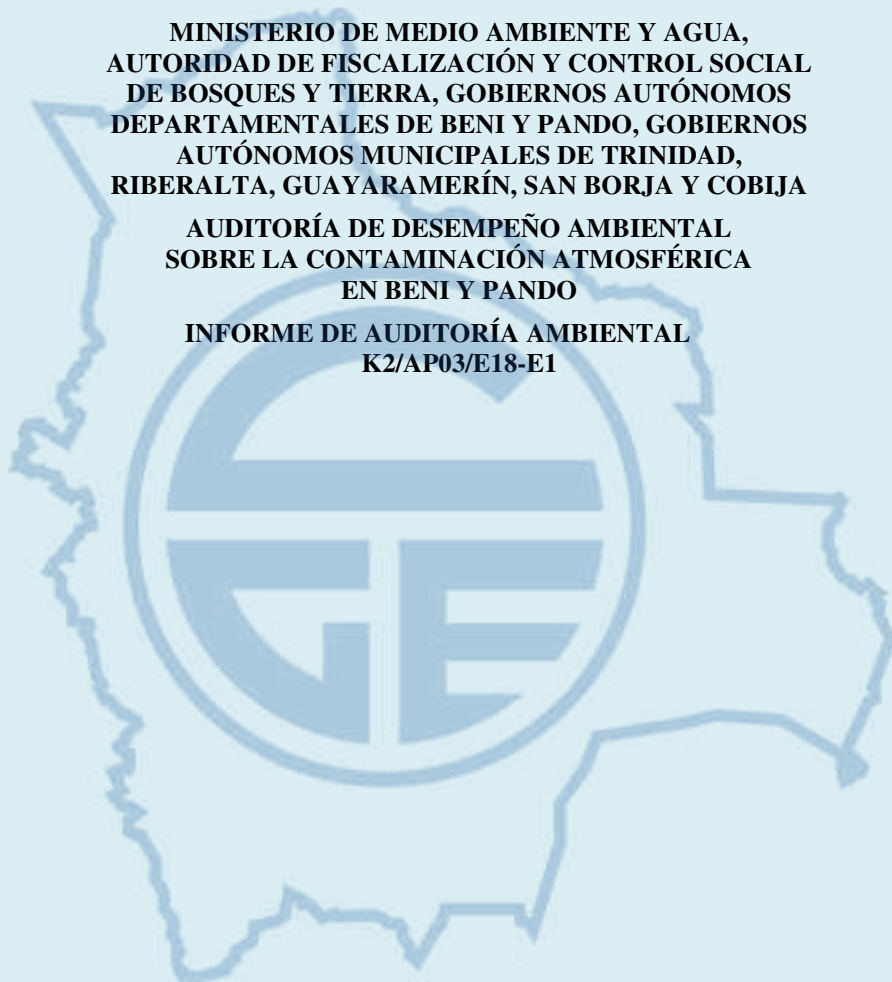 MINISTERIO DE MEDIO AMBIENTE Y AGUA,
AUTORIDAD DE FISCALIZACIÓN Y CONTROL SOCIAL
DE BOSQUES Y TIERRA, GOBIERNOS AUTÓNOMOS
DEPARTAMENTALES DE BENI Y PANDO, GOBIERNOS
AUTÓNOMOS MUNICIPALES DE TRINIDAD,
RIBERALTA, GUAYARAMERÍN, SAN BORJA Y COBIJA
AUDITORÍA DE DESEMPEÑO AMBIENTAL
SOBRE LA CONTAMINACIÓN ATMOSFÉRICA
EN BENI Y PANDO
INFORME DE AUDITORÍA AMBIENTAL
K2/AP03/E18-E1
CGE